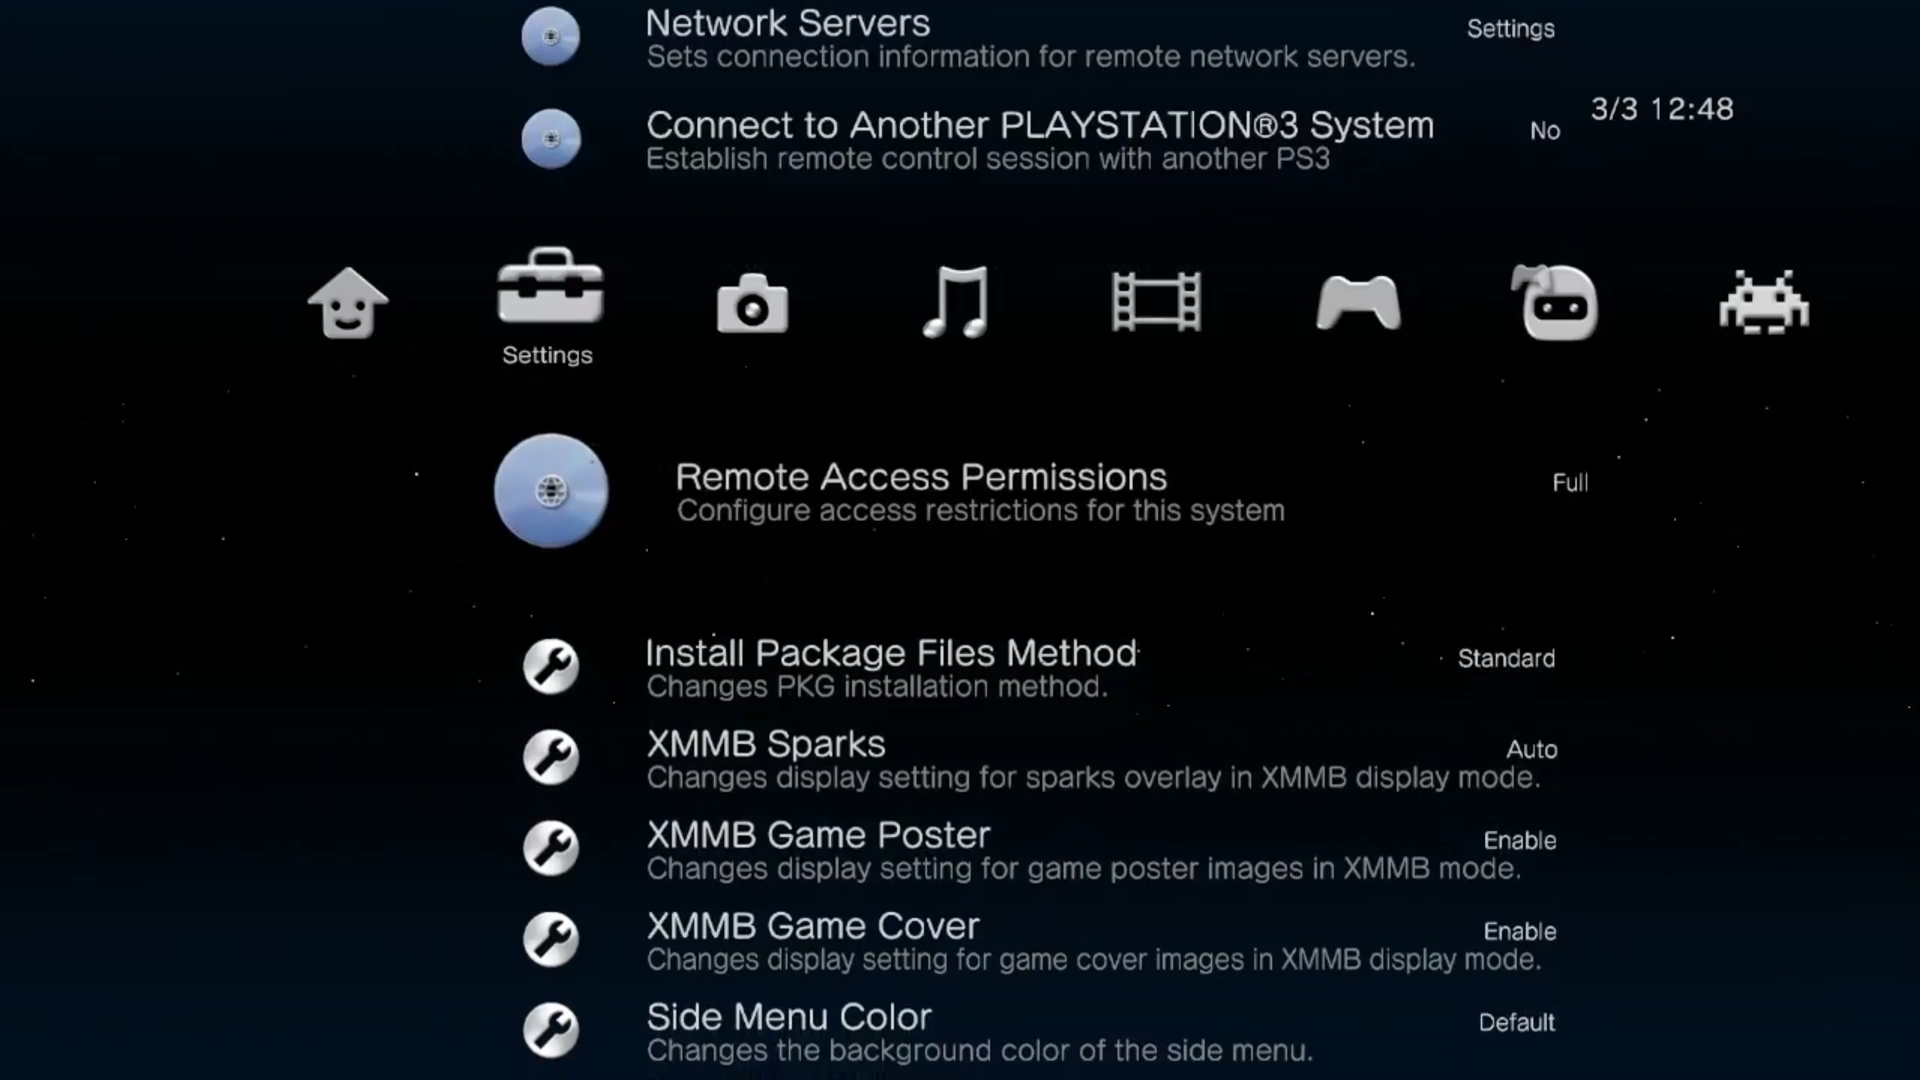 Network Servers
Settings
Sets connection information for remote network servers.
3/3 12:48
Connect to Another PLAYSTATION®3 System
No
Establish remote control session with another PS3
Settings
Remote Access Permissions
Full
Configure access restrictions for this system
Install Package Files Method
Standard
Changes PKG installation method.
XMMB Sparks
Auto
Changes display setting for sparks overlay in XMMB display mode.
XMMB Game Poster
Enable
Changes display setting for game poster images in XMMB mode.
XMMB Game Cover
Enable
Changes display setting for game cover images in XMMB display mode.
Side Menu Color
Default
Changes the background color of the side menu.